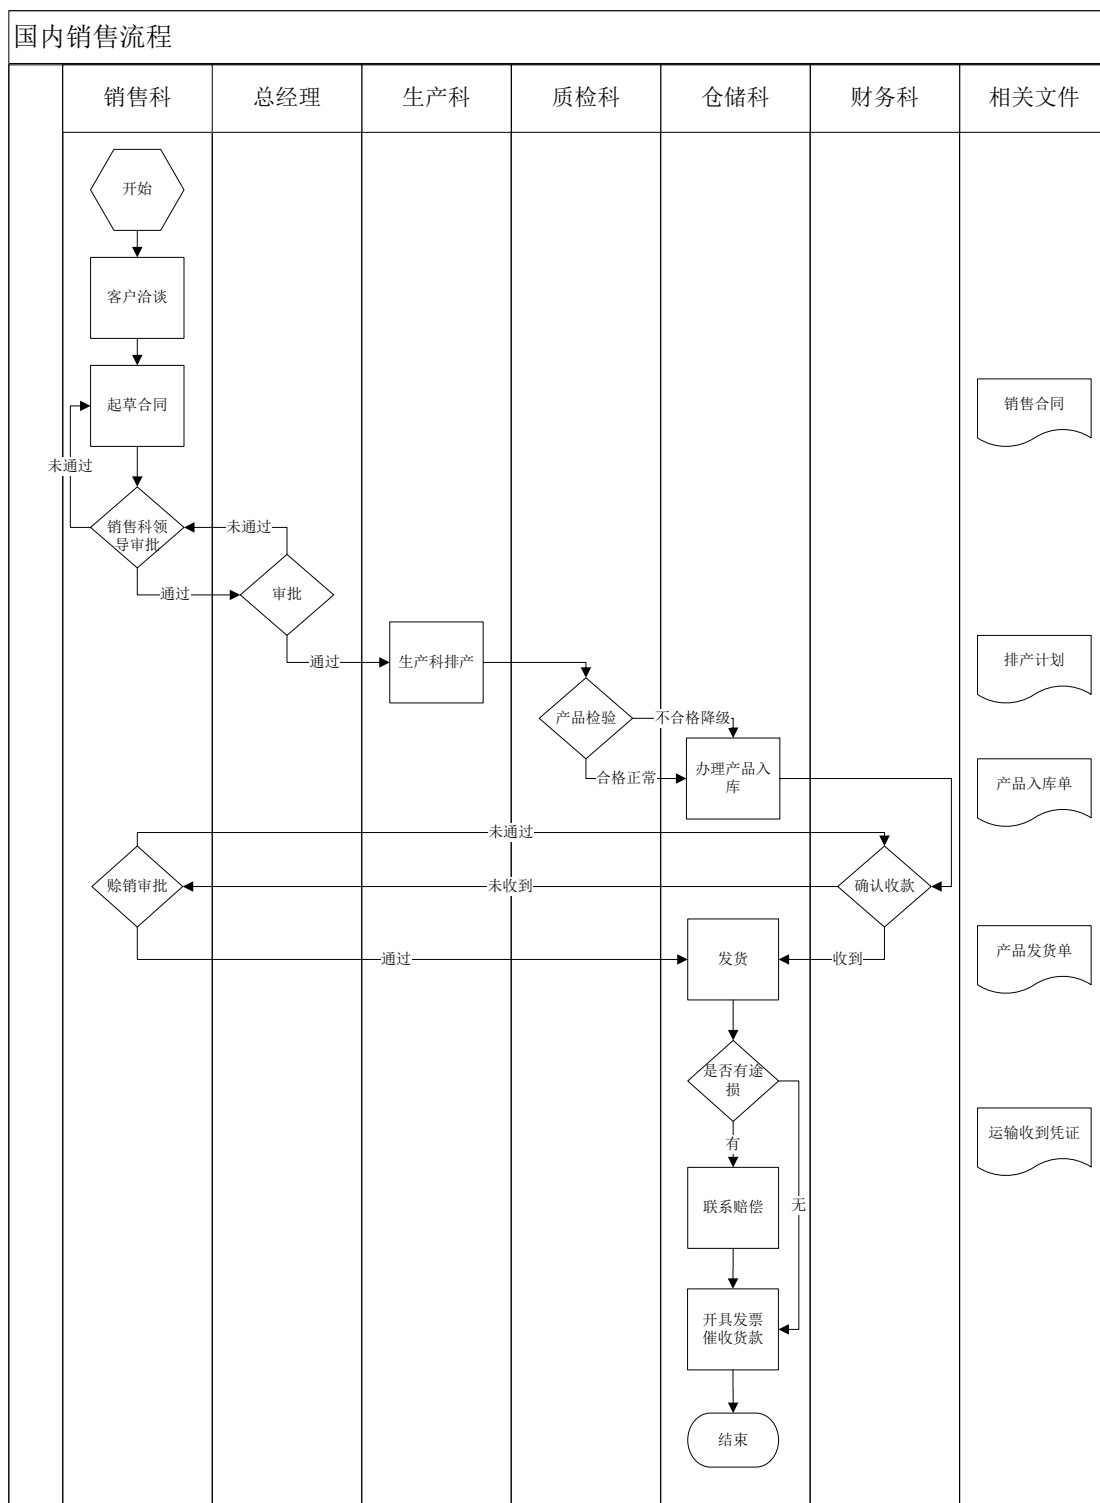 国内销售流程
销售科
总经理
生产科
质检科
仓储科
财务科
相关文件
开始
客户洽谈
起草合同
销售合同
未通过
销售科领
导审批
未通过
通过
审批
通过
生产科排产
排产计划
产品检验
不合格降级
合格正常
办理产品入
库
产品入库单
未通过
赊销审批
未收到
确认收款
通过
发货
收到
产品发货单
是否有途
损
有
无
运输收到凭证
联系赔偿
开具发票
催收货款
结束